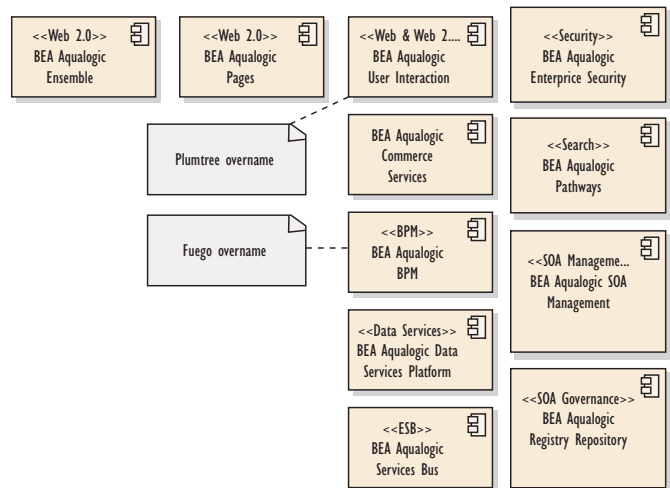 <<Web 2.0>>
BEA Aqualogic
Ensemble
<<Web 2.0>>
BEA Aqualogic
Pages
<<Web & Web 2....
BEA Aqualogic
User Interaction
<<Security>>
BEA Aqualogic
Enterprice Security
Plumtree overname
BEA Aqualogic
Commerce
Services
<<Search>>
BEA Aqualogic
Pathways
Fuego overname
<<BPM>>
BEA Aqualogic
BPM
<<SOA Manageme...
BEA Aqualogic SOA
Management
<<Data Services>>
BEA Aqualogic Data
Services Platform
<<SOA Governance>>
BEA Aqualogic
Registry Repository
<<ESB>>
BEA Aqualogic
Services Bus